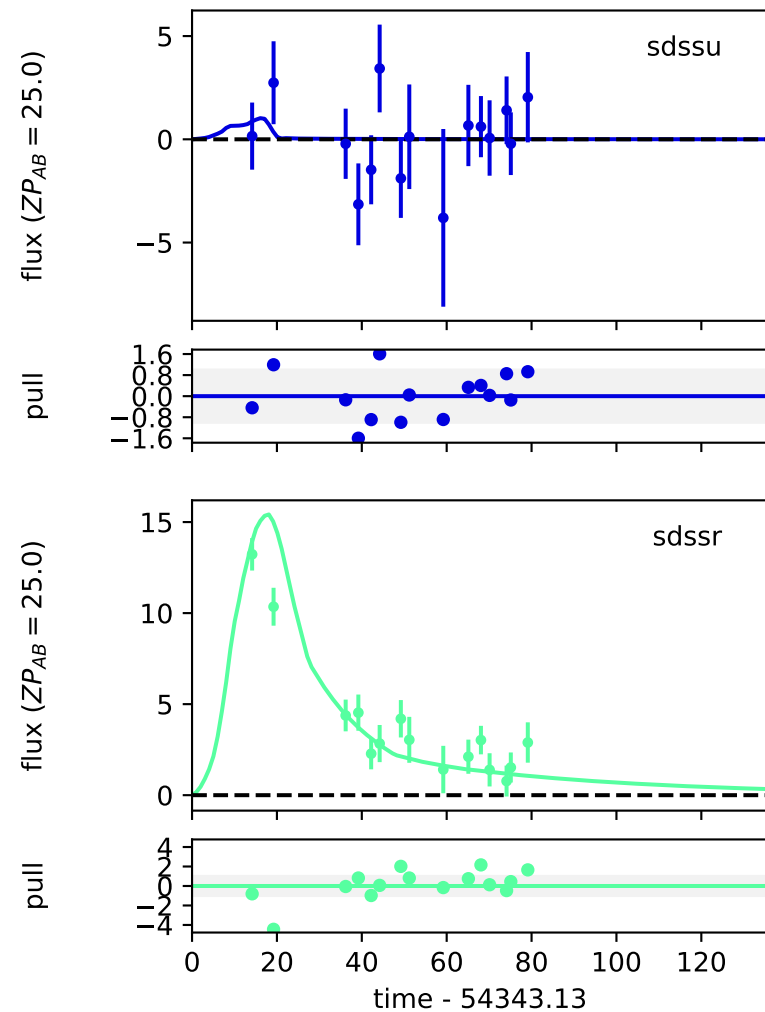 5
0
−5
flux (ZP_AB = 25.0)
sdssu
1.6
0.8
0.0
−0.8
−1.6
pull
15
10
5
0
flux (ZP_AB = 25.0)
sdssr
4
2
0
−2
−4
pull
0 20 40 60 80 100 120
time - 54343.13